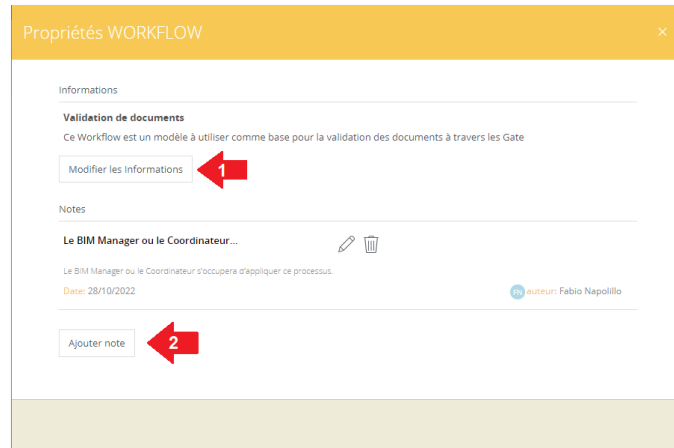 Propriétés WORKFLOW
×
Informations
Validation de documents
Ce Workflow est un modèle à utiliser comme base pour la validation des documents à travers les Gate
Modifier les Informations
1
Notes
Le BIM Manager ou le Coordinateur...
Le BIM Manager ou le Coordinateur s'occupera d'appliquer ce processus.
Date: 28/10/2022
FN auteur: Fabio Napolillo
Ajouter note
2